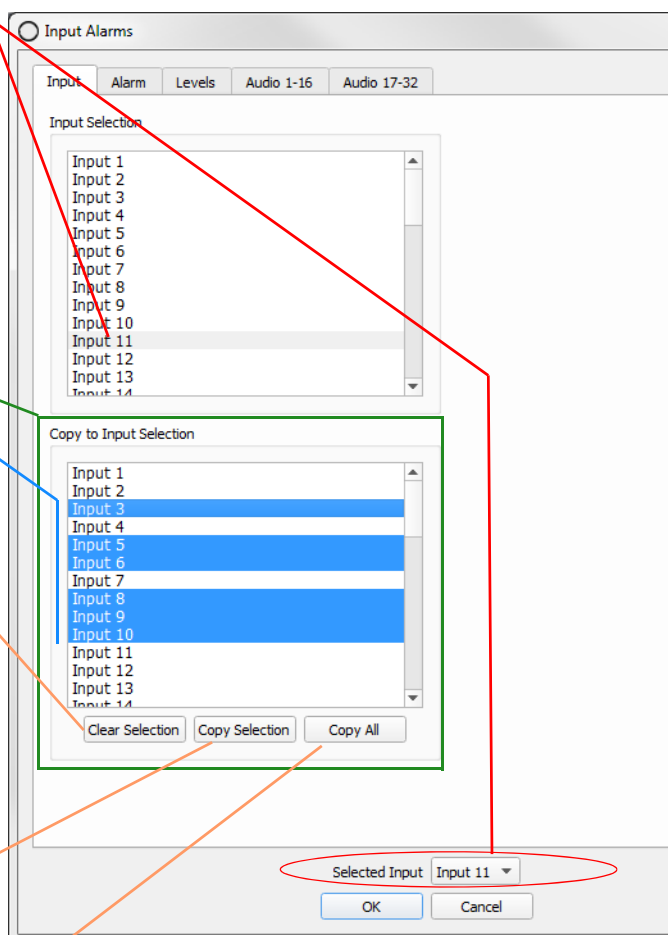 Input Alarms
Input Alarm Levels Audio 1-16 Audio 17-32
Input Selection
Input 1
Input 2
Input 3
Input 4
Input 5
Input 6
Input 7
Input 8
Input 9
Input 10
Input 11
Input 12
Input 13
Input 14
Copy to Input Selection
Input 1
Input 2
Input 3
Input 4
Input 5
Input 6
Input 7
Input 8
Input 9
Input 10
Input 11
Input 12
Input 13
Input 14
Clear Selection Copy Selection Copy All
Selected Input Input 11
OK Cancel